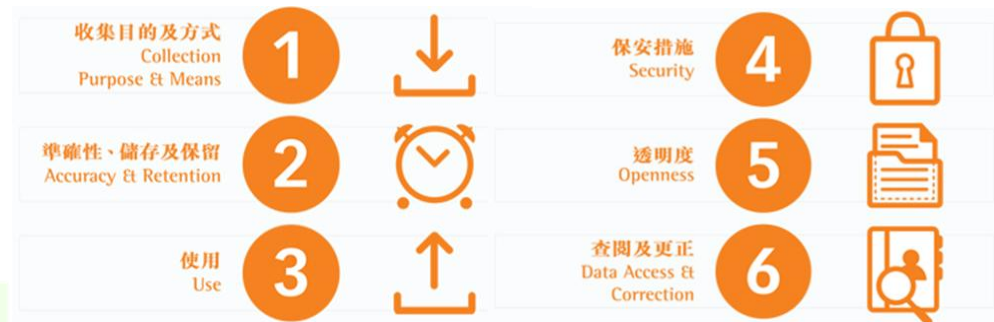 收集目的及方式
Collection
Purpose & Means
1
準確性、儲存及保留
Accuracy & Retention
2
使用
Use
3
保安措施
Security
4
透明度
Openness
5
查閱及更正
Data Access &
Correction
6